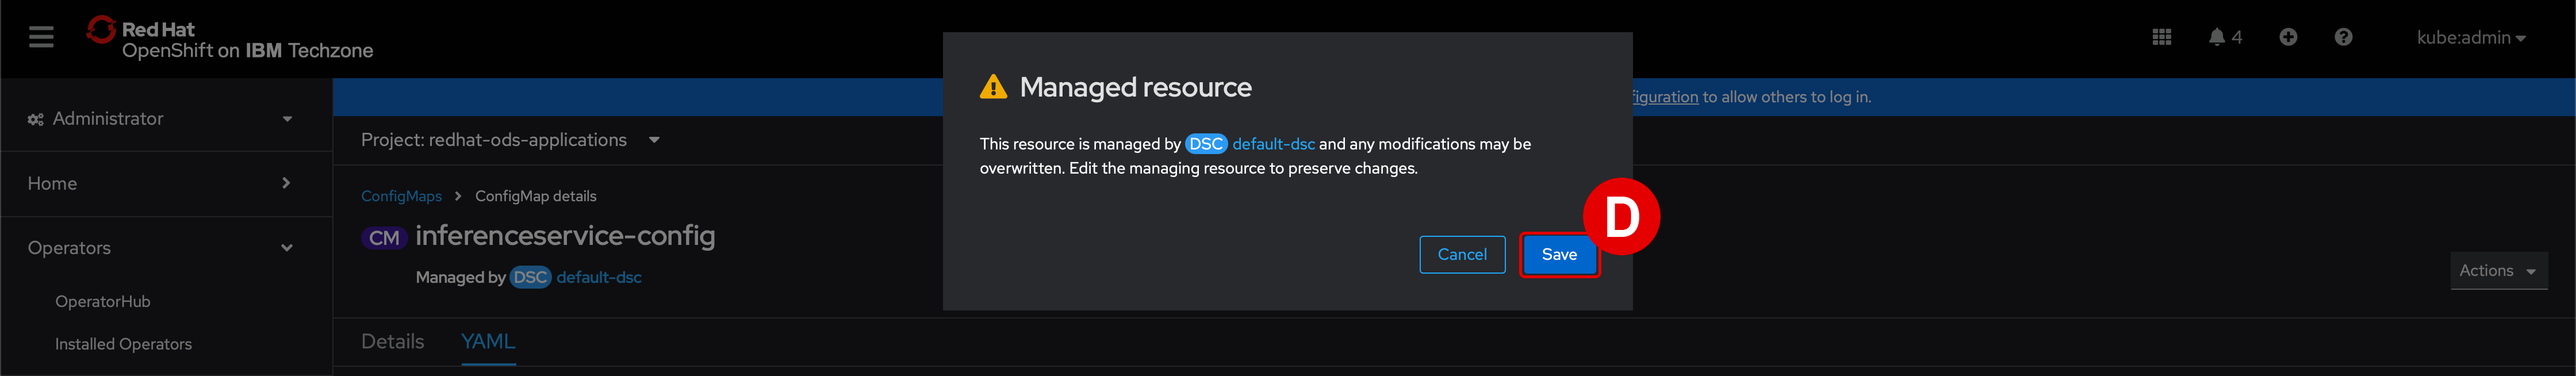 Red Hat
OpenShift on IBM Techzone
4
kube:admin
Administrator
Home
Operators
OperatorHub
Installed Operators
figuration to allow others to log in.
Project: redhat-ods-applications
ConfigMaps > ConfigMap details
CM inferenceservice-config
Managed by DSC default-dsc
Actions
Details YAML
Managed resource
This resource is managed by DSC default-dsc and any modifications may be
overwritten. Edit the managing resource to preserve changes.
Cancel Save
D